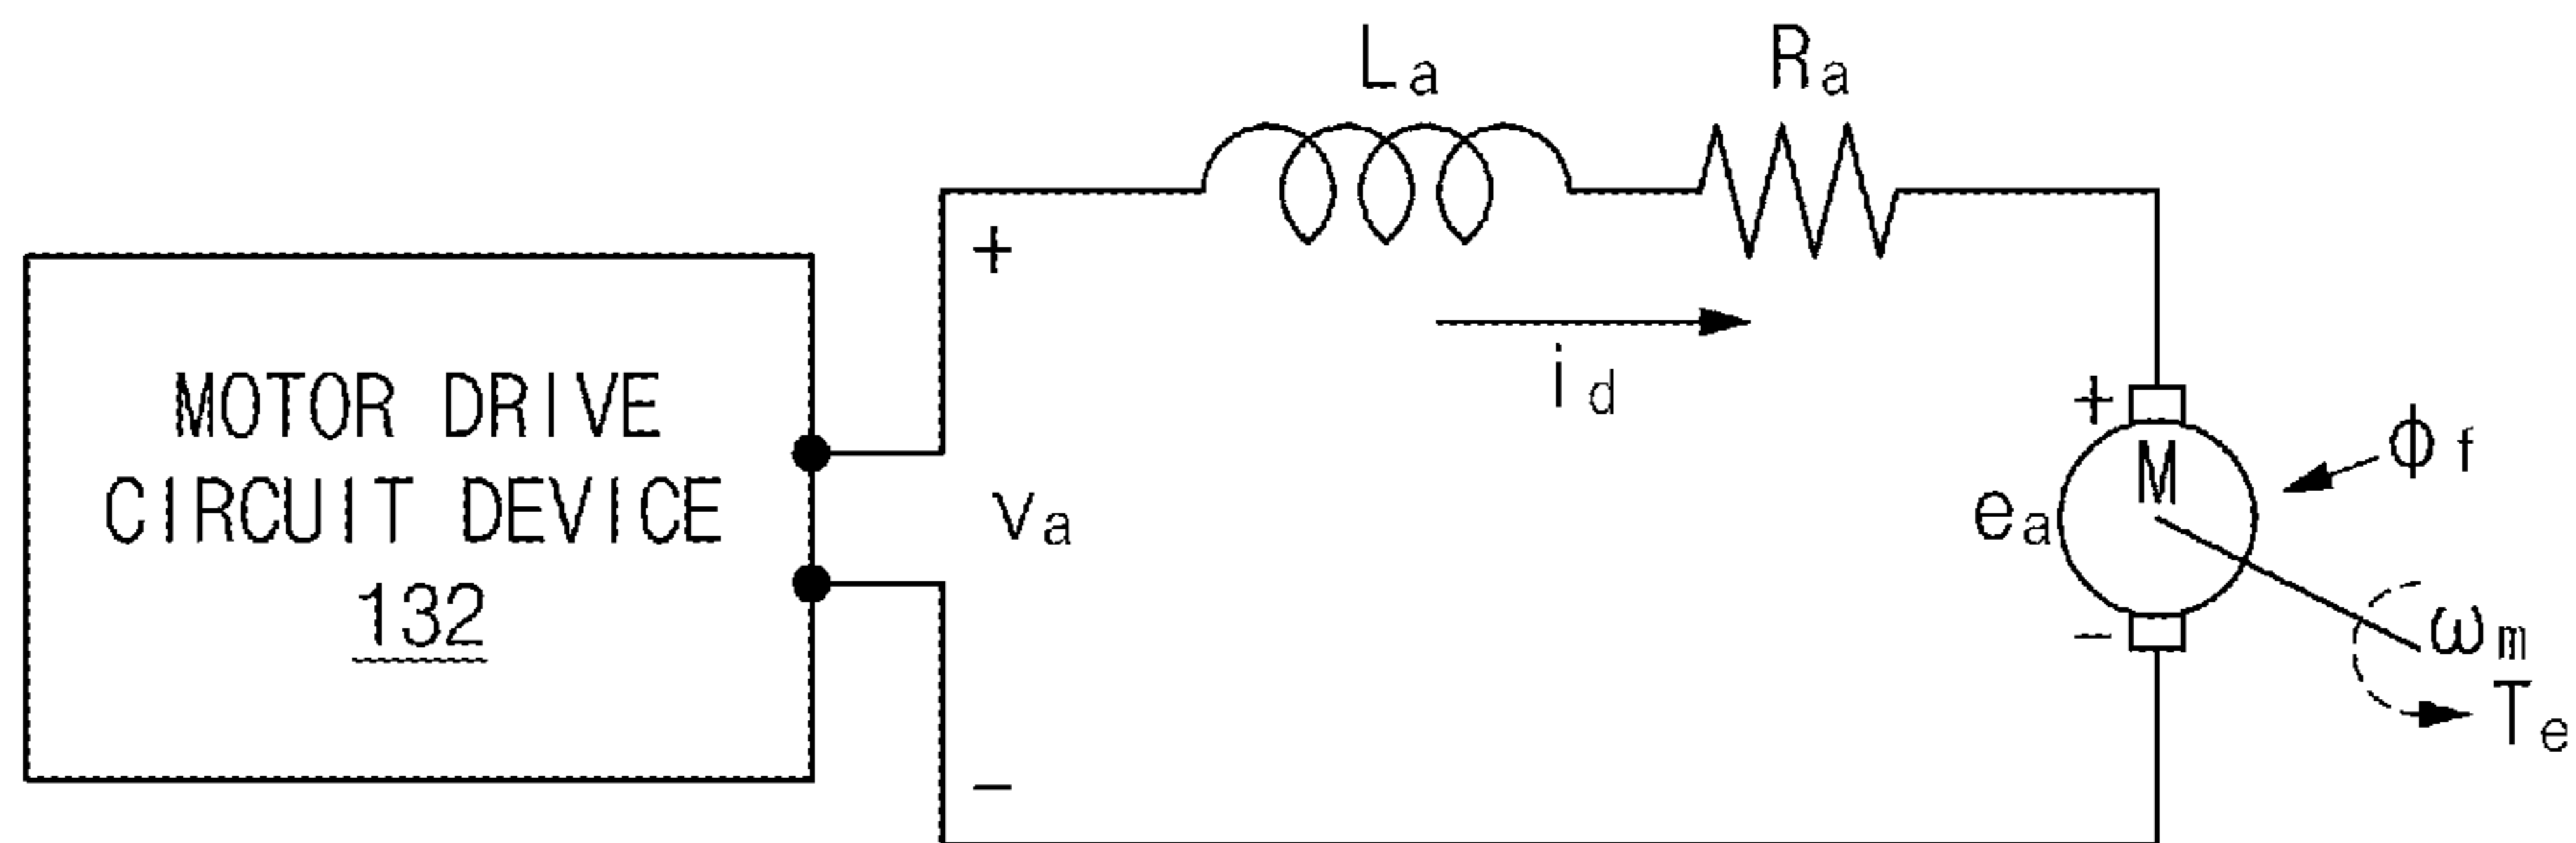 La
Ra
+
id
MOTOR DRIVE
CIRCUIT DEVICE
132
va
+
M
ea
ϕf
-
ωm
Te
-